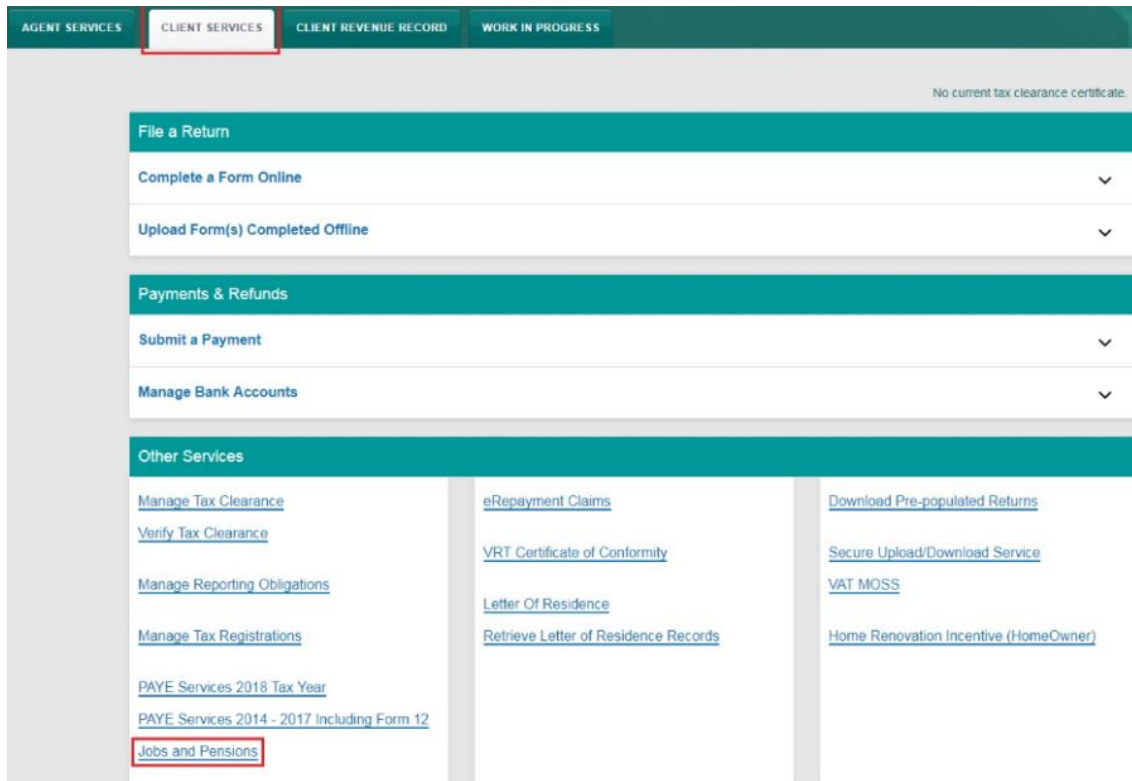 AGENT SERVICES CLIENT SERVICES CLIENT REVENUE RECORD WORK IN PROGRESS
No current tax clearance certificate.
File a Return
Complete a Form Online
Upload Form(s) Completed Offline
Payments & Refunds
Submit a Payment
Manage Bank Accounts
Other Services
Manage Tax Clearance
Verify Tax Clearance
Manage Reporting Obligations
Manage Tax Registrations
PAYE Services 2018 Tax Year
PAYE Services 2014 - 2017 Including Form 12
Jobs and Pensions
eRepayment Claims
VRT Certificate of Conformity
Letter Of Residence
Retrieve Letter of Residence Records
Download Pre-populated Returns
Secure Upload/Download Service
VAT MOSS
Home Renovation Incentive (HomeOwner)